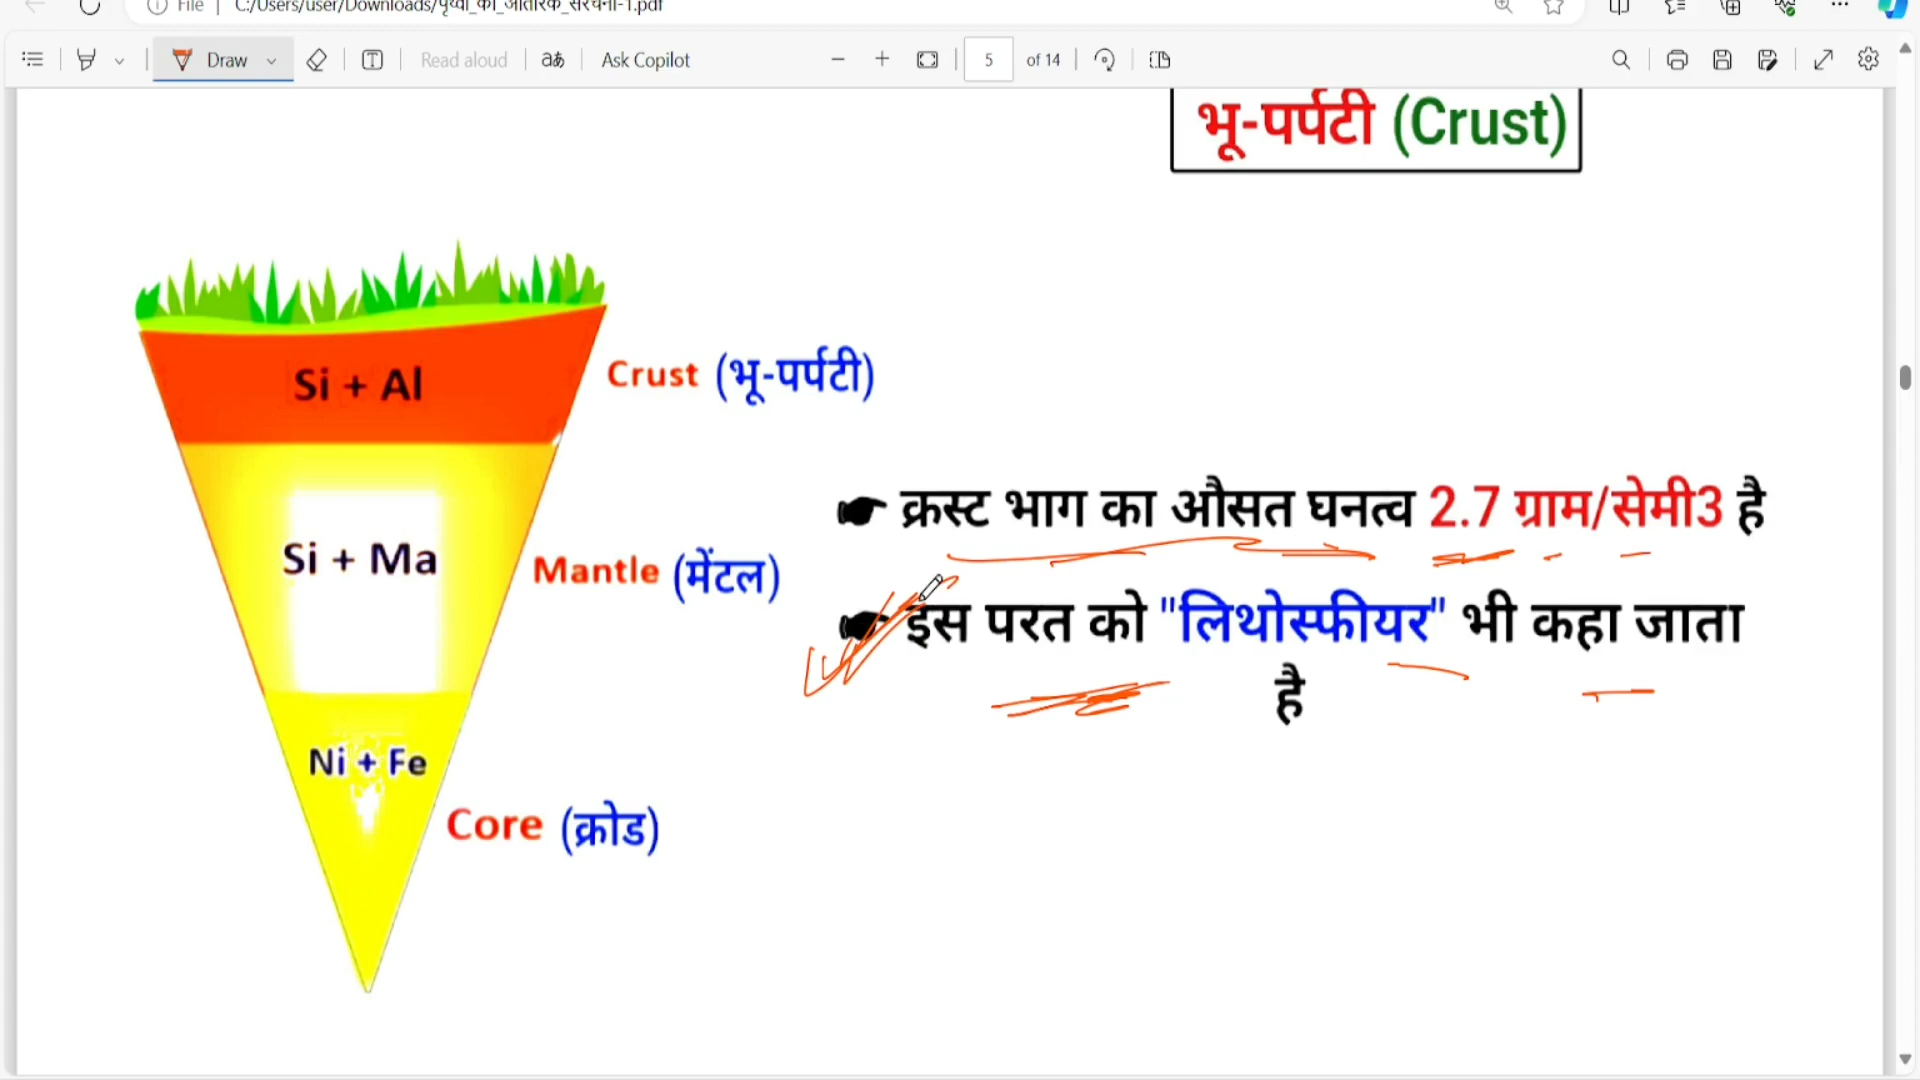 File | C:/Users/user/Downloads/पृथ्वी_की_आंतरिक_संरचना-1.pdf
Draw
Read aloud
aあ
Ask Copilot
5 of 14
भू-पर्पटी (Crust)
Si + Al
Crust (भू-पर्पटी)
क्रस्ट भाग का औसत घनत्व 2.7 ग्राम/सेमी3 है
Si + Ma
Mantle (मेंटल)
इस परत को "लिथोस्फीयर" भी कहा जाता
है
Ni + Fe
Core (क्रोड)